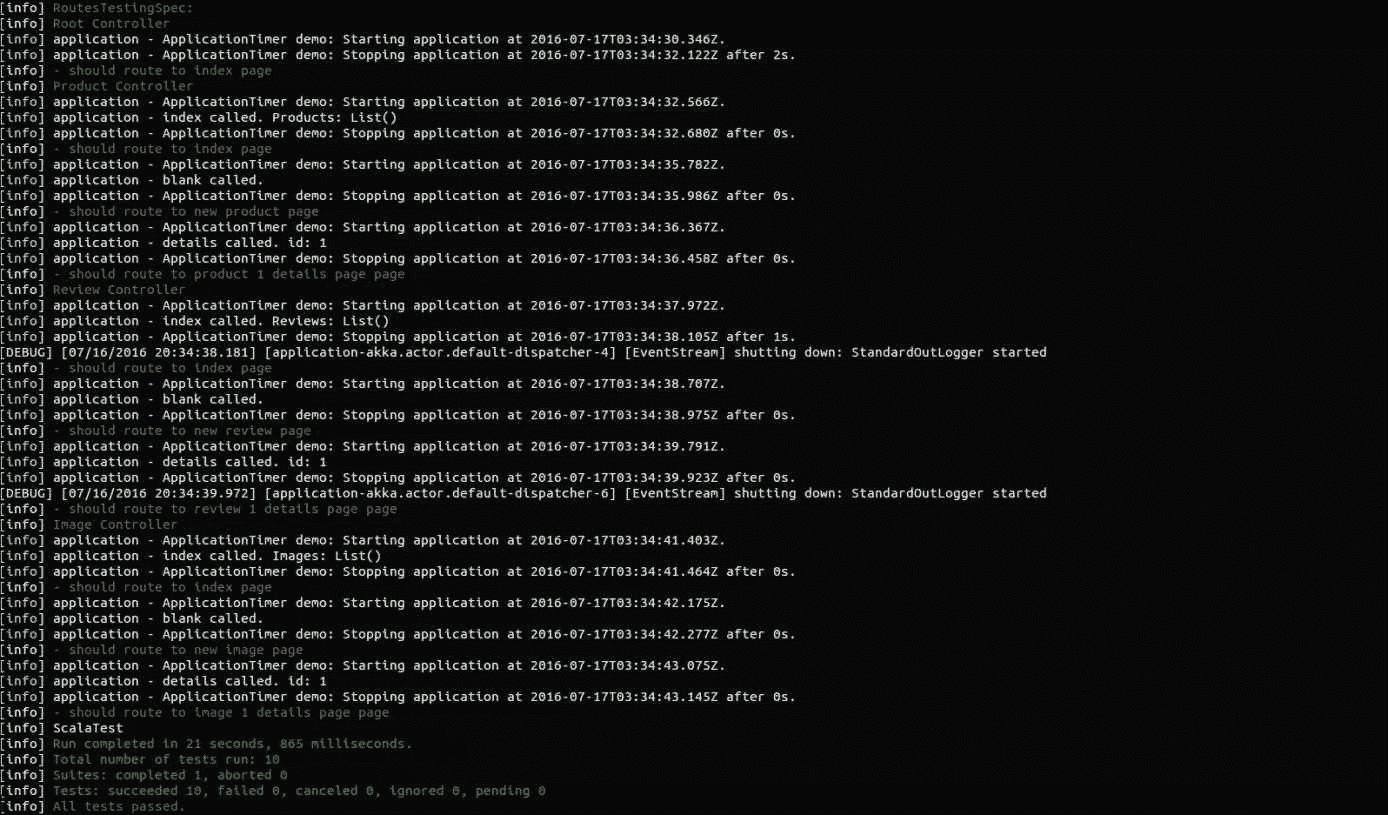 [info] RoutesTestingSpec:
[info] Root Controller
[info] application - ApplicationTimer demo: Starting application at 2016-07-17T03:34:30.346Z.
[info] application - ApplicationTimer demo: Stopping application at 2016-07-17T03:34:32.122Z after 2s.
[info] - should route to index page
[info] Product Controller
[info] application - ApplicationTimer demo: Starting application at 2016-07-17T03:34:32.566Z.
[info] application - index called. Products: List()
[info] application - ApplicationTimer demo: Stopping application at 2016-07-17T03:34:32.680Z after 0s.
[info] - should route to index page
[info] application - ApplicationTimer demo: Starting application at 2016-07-17T03:34:35.782Z.
[info] application - blank called.
[info] application - ApplicationTimer demo: Stopping application at 2016-07-17T03:34:35.986Z after 0s.
[info] - should route to new product page
[info] application - ApplicationTimer demo: Starting application at 2016-07-17T03:34:36.367Z.
[info] application - details called. id: 1
[info] application - ApplicationTimer demo: Stopping application at 2016-07-17T03:34:36.458Z after 0s.
[info] - should route to product 1 details page page
[info] Review Controller
[info] application - ApplicationTimer demo: Starting application at 2016-07-17T03:34:37.972Z.
[info] application - index called. Reviews: List()
[info] application - ApplicationTimer demo: Stopping application at 2016-07-17T03:34:38.105Z after 1s.
[DEBUG] [07/16/2016 20:34:38.181] [application-akka.actor.default-dispatcher-4] [EventStream] shutting down: StandardOutLogger started
[info] - should route to index page
[info] application - ApplicationTimer demo: Starting application at 2016-07-17T03:34:38.707Z.
[info] application - blank called.
[info] application - ApplicationTimer demo: Stopping application at 2016-07-17T03:34:38.975Z after 0s.
[info] - should route to new review page
[info] application - ApplicationTimer demo: Starting application at 2016-07-17T03:34:39.791Z.
[info] application - details called. id: 1
[info] application - ApplicationTimer demo: Stopping application at 2016-07-17T03:34:39.923Z after 0s.
[DEBUG] [07/16/2016 20:34:39.972] [application-akka.actor.default-dispatcher-6] [EventStream] shutting down: StandardOutLogger started
[info] - should route to review 1 details page page
[info] Image Controller
[info] application - ApplicationTimer demo: Starting application at 2016-07-17T03:34:41.403Z.
[info] application - index called. Images: List()
[info] application - ApplicationTimer demo: Stopping application at 2016-07-17T03:34:41.464Z after 0s.
[info] - should route to index page
[info] application - ApplicationTimer demo: Starting application at 2016-07-17T03:34:42.175Z.
[info] application - blank called.
[info] application - ApplicationTimer demo: Stopping application at 2016-07-17T03:34:42.277Z after 0s.
[info] - should route to new image page
[info] application - ApplicationTimer demo: Starting application at 2016-07-17T03:34:43.075Z.
[info] application - details called. id: 1
[info] application - ApplicationTimer demo: Stopping application at 2016-07-17T03:34:43.145Z after 0s.
[info] - should route to image 1 details page page
[info] ScalaTest
[info] Run completed in 21 seconds, 865 milliseconds.
[info] Total number of tests run: 10
[info] Suites: completed 1, aborted 0
[info] Tests: succeeded 10, failed 0, canceled 0, ignored 0, pending 0
[info] All tests passed.